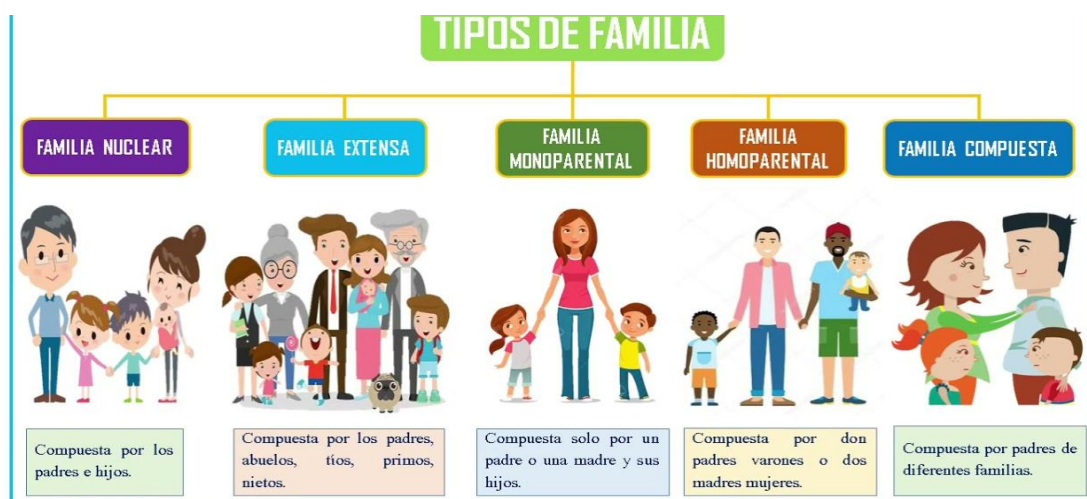 TIPOS DE FAMILIA
FAMILIA NUCLEAR
FAMILIA EXTENSA
FAMILIA
MONOPARENTAL
FAMILIA
HOMOPARENTAL
FAMILIA COMPUESTA
Compuesta por los
padres e hijos.
Compuesta por los padres,
abuelos, tíos, primos,
nietos.
Compuesta solo por un
padre o una madre y sus
hijos.
Compuesta por don
padres varones o dos
madres mujeres.
Compuesta por padres de
diferentes familias.